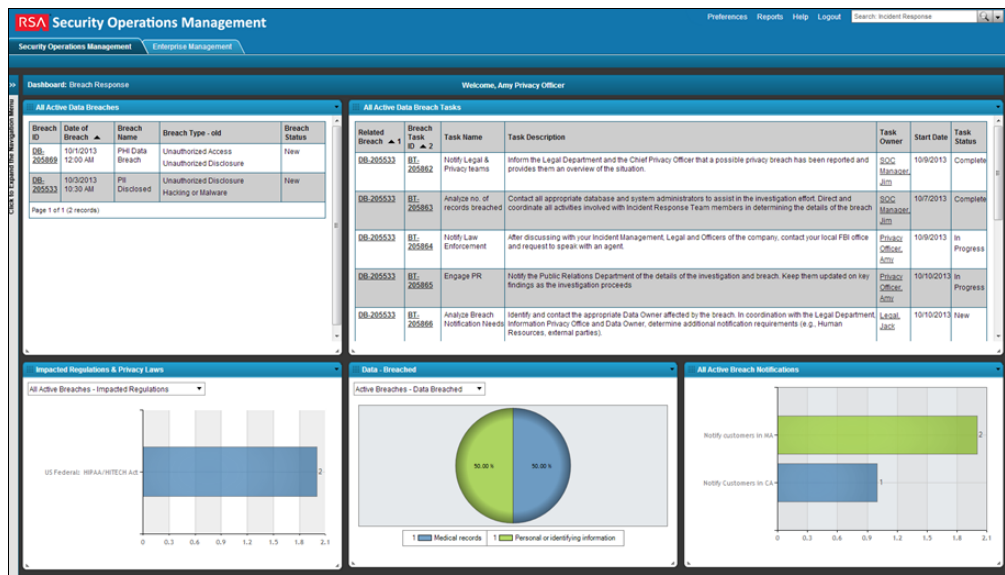 Preferences Reports Help Logout Search: Incident Response
RSA Security Operations Management
Security Operations Management Enterprise Management
Dashboard: Breach Response Welcome, Amy Privacy Officer
Click to Expand the Navigation Menu
All Active Data Breaches
Breach ID Date of Breach Breach Name Breach Type - old Breach Status
DB-205869 10/1/2013 12:00 AM PHI Data Breach Unauthorized Access Unauthorized Disclosure New
DB-205533 10/3/2013 10:30 AM PII Disclosed Unauthorized Disclosure Hacking or Malware New
Page 1 of 1 (2 records)
All Active Data Breach Tasks
Related Breach 1 Breach Task ID 2 Task Name Task Description Task Owner Start Date Task Status
DB-205533 BT-205862 Notify Legal & Privacy teams Inform the Legal Department and the Chief Privacy Officer that a possible privacy breach has been reported and provides them an overview of the situation. SOC Manager, Jim 10/9/2013 Complete
DB-205533 BT-205863 Analyze no. of records breached Contact all appropriate database and system administrators to assist in the investigation effort. Direct and coordinate all activities involved with Incident Response Team members in determining the details of the breach SOC Manager, Jim 10/7/2013 Complete
DB-205533 BT-205864 Notify Law Enforcement After discussing with your Incident Management, Legal and Officers of the company, contact your local FBI office and request to speak with an agent. Privacy Officer, Amy 10/9/2013 In Progress
DB-205533 BT-205865 Engage PR Notify the Public Relations Department of the details of the investigation and breach. Keep them updated on key findings as the investigation proceeds Privacy Officer, Amy 10/10/2013 In Progress
DB-205533 BT-205866 Analyze Breach Notification Needs Identify and contact the appropriate Data Owner affected by the breach. In coordination with the Legal Department, Information Privacy Office and Data Owner, determine additional notification requirements (e.g., Human Resources, external parties). Legal, Jack 10/10/2013 New
Impacted Regulations & Privacy Laws
All Active Breaches - Impacted Regulations
US Federal: HIPAA/HITECH Act 2
0 0.3 0.6 0.9 1.2 1.5 1.8 2.1
Data - Breached
Active Breaches - Data Breached
50.00 % 50.00 %
1 Medical records 1 Personal or identifying information
All Active Breach Notifications
Notify customers in MA 2
Notify Customers in CA 1
0 0.3 0.6 0.9 1.2 1.5 1.8 2.1